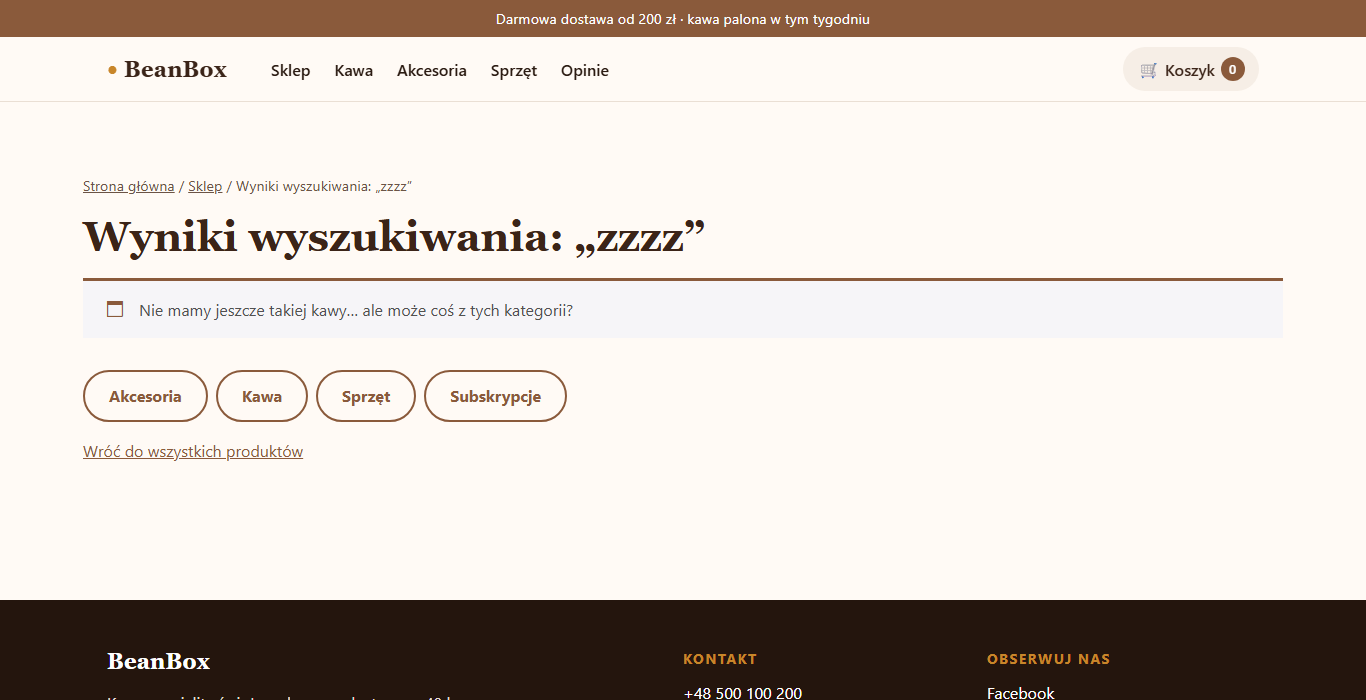 Darmowa dostawa od 200 zł · kawa palona w tym tygodniu
BeanBox
Sklep Kawa Akcesoria Sprzęt Opinie
Koszyk 0
Strona główna / Sklep / Wyniki wyszukiwania: „zzzz”
Wyniki wyszukiwania: „zzzz”
Nie mamy jeszcze takiej kawy… ale może coś z tych kategorii?
Akcesoria Kawa Sprzęt Subskrypcje
Wróć do wszystkich produktów
BeanBox
KONTAKT
+48 500 100 200
OBSERWUJ NAS
Facebook